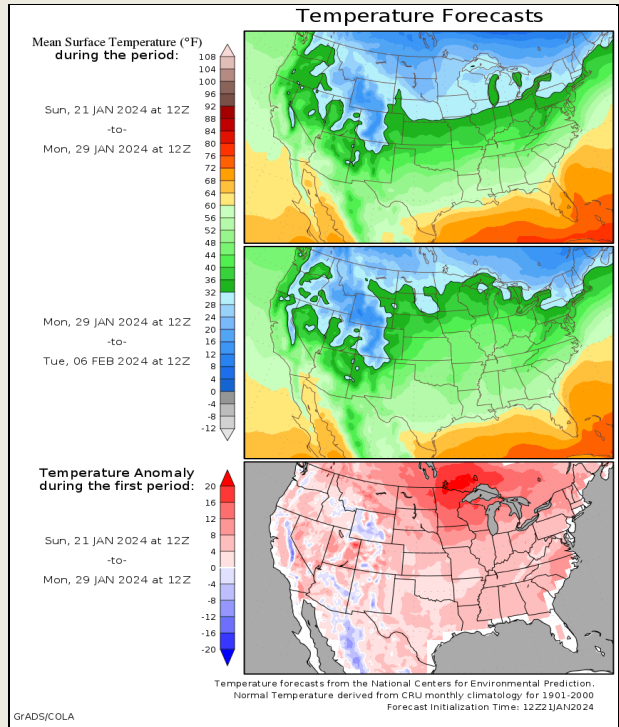 Temperature Forecasts
Mean Surface Temperature (°F)
during the period:
Sun, 21 JAN 2024 at 12Z
-to-
Mon, 29 JAN 2024 at 12Z
108
104
100
96
92
88
84
80
76
72
68
64
60
56
52
48
44
40
36
32
28
24
20
16
12
8
4
0
-4
-8
-12
Mon, 29 JAN 2024 at 12Z
-to-
Tue, 06 FEB 2024 at 12Z
Temperature Anomaly
during the first period:
Sun, 21 JAN 2024 at 12Z
-to-
Mon, 29 JAN 2024 at 12Z
20
16
12
8
4
0
-4
-8
-12
-16
-20
Temperature forecasts from the National Centers for Environmental Prediction.
Normal Temperature derived from CRU monthly climatology for 1901-2000
Forecast Initialization Time: 12Z21JAN2024
GrADS/COLA